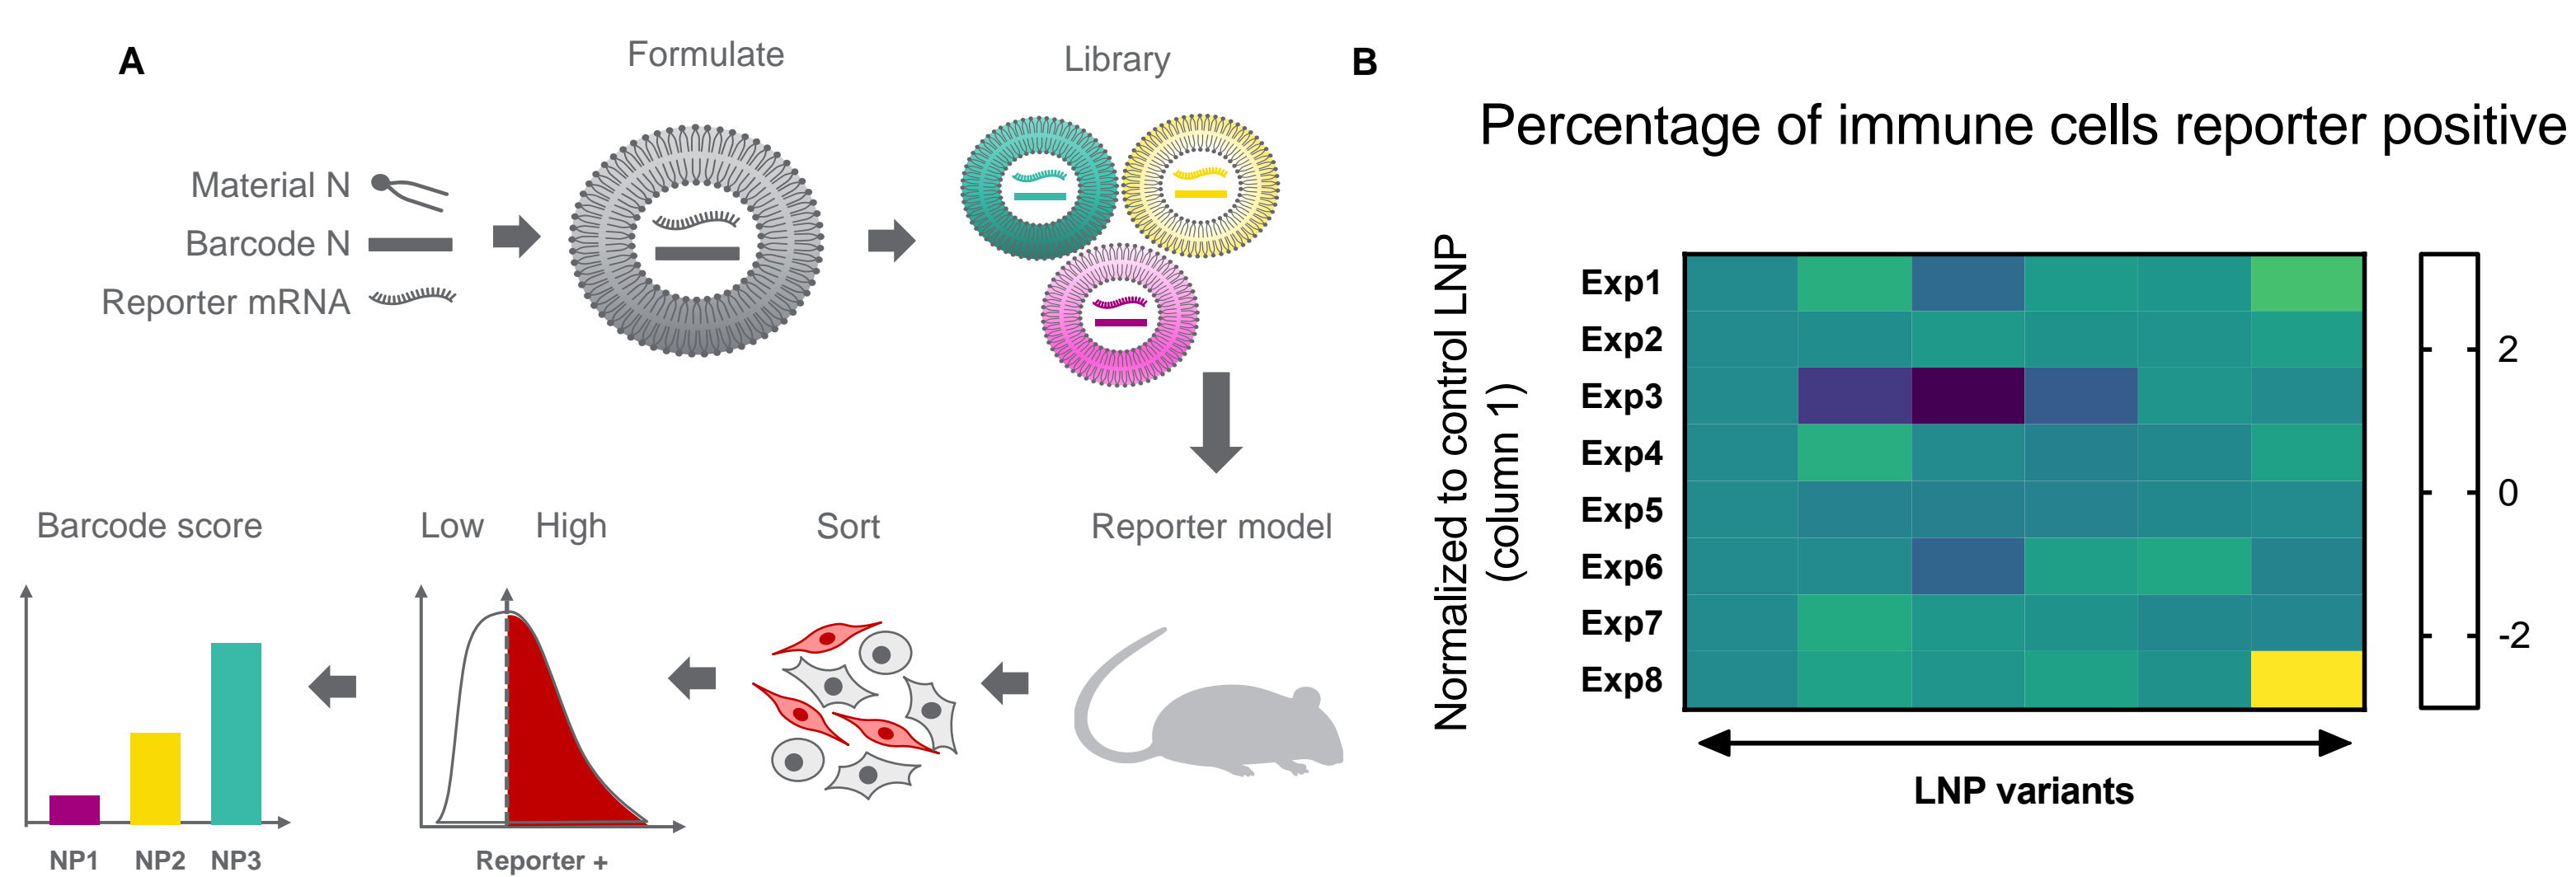 A
Formulate
Library
Material N
Barcode N
Reporter mRNA
Barcode score
Low
High
Sort
Reporter model
NP1
NP2
NP3
Reporter +
B
Percentage of immune cells reporter positive
Normalized to control LNP
(column 1)
Exp1
Exp2
Exp3
Exp4
Exp5
Exp6
Exp7
Exp8
2
0
-2
LNP variants